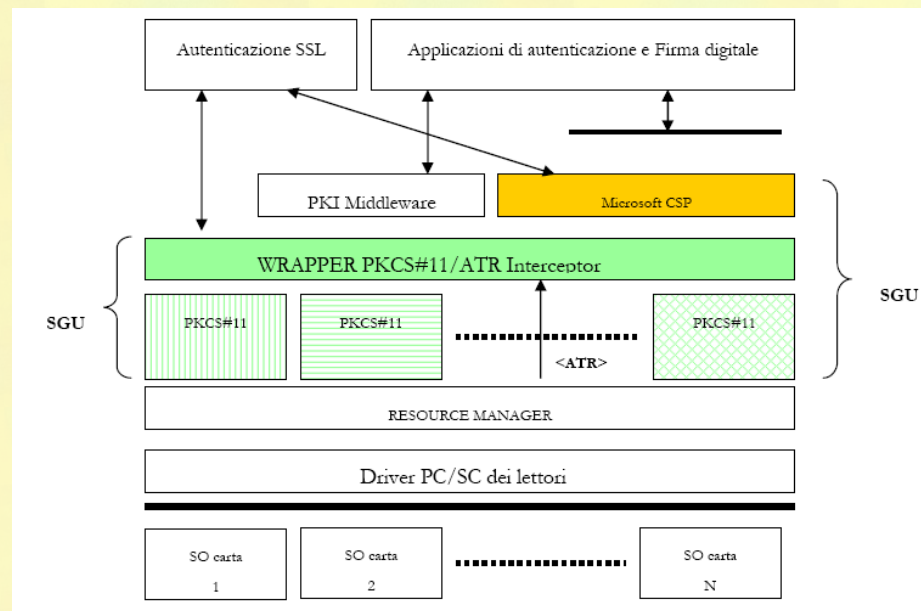 Autenticazione SSL
Applicazioni di autenticazione e Firma digitale
PKI Middleware
Microsoft CSP
WRAPPER PKCS#11/ATR Interceptor
SGU
SGU
PKCS#11
PKCS#11
PKCS#11
<ATR>
RESOURCE MANAGER
Driver PC/SC dei lettori
SO carta
1
SO carta
2
SO carta
N